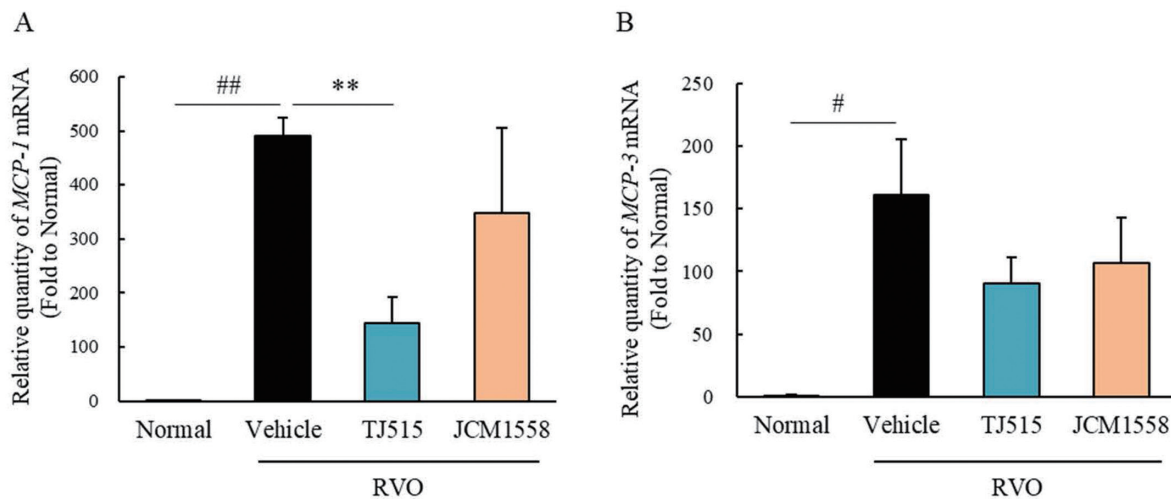 A
Relative quantity of MCP-1 mRNA
(Fold to Normal)
600
500
400
300
200
100
0
##
**
Normal Vehicle TJ515 JCM1558
RVO
B
Relative quantity of MCP-3 mRNA
(Fold to Normal)
250
200
150
100
50
0
#
Normal Vehicle TJ515 JCM1558
RVO